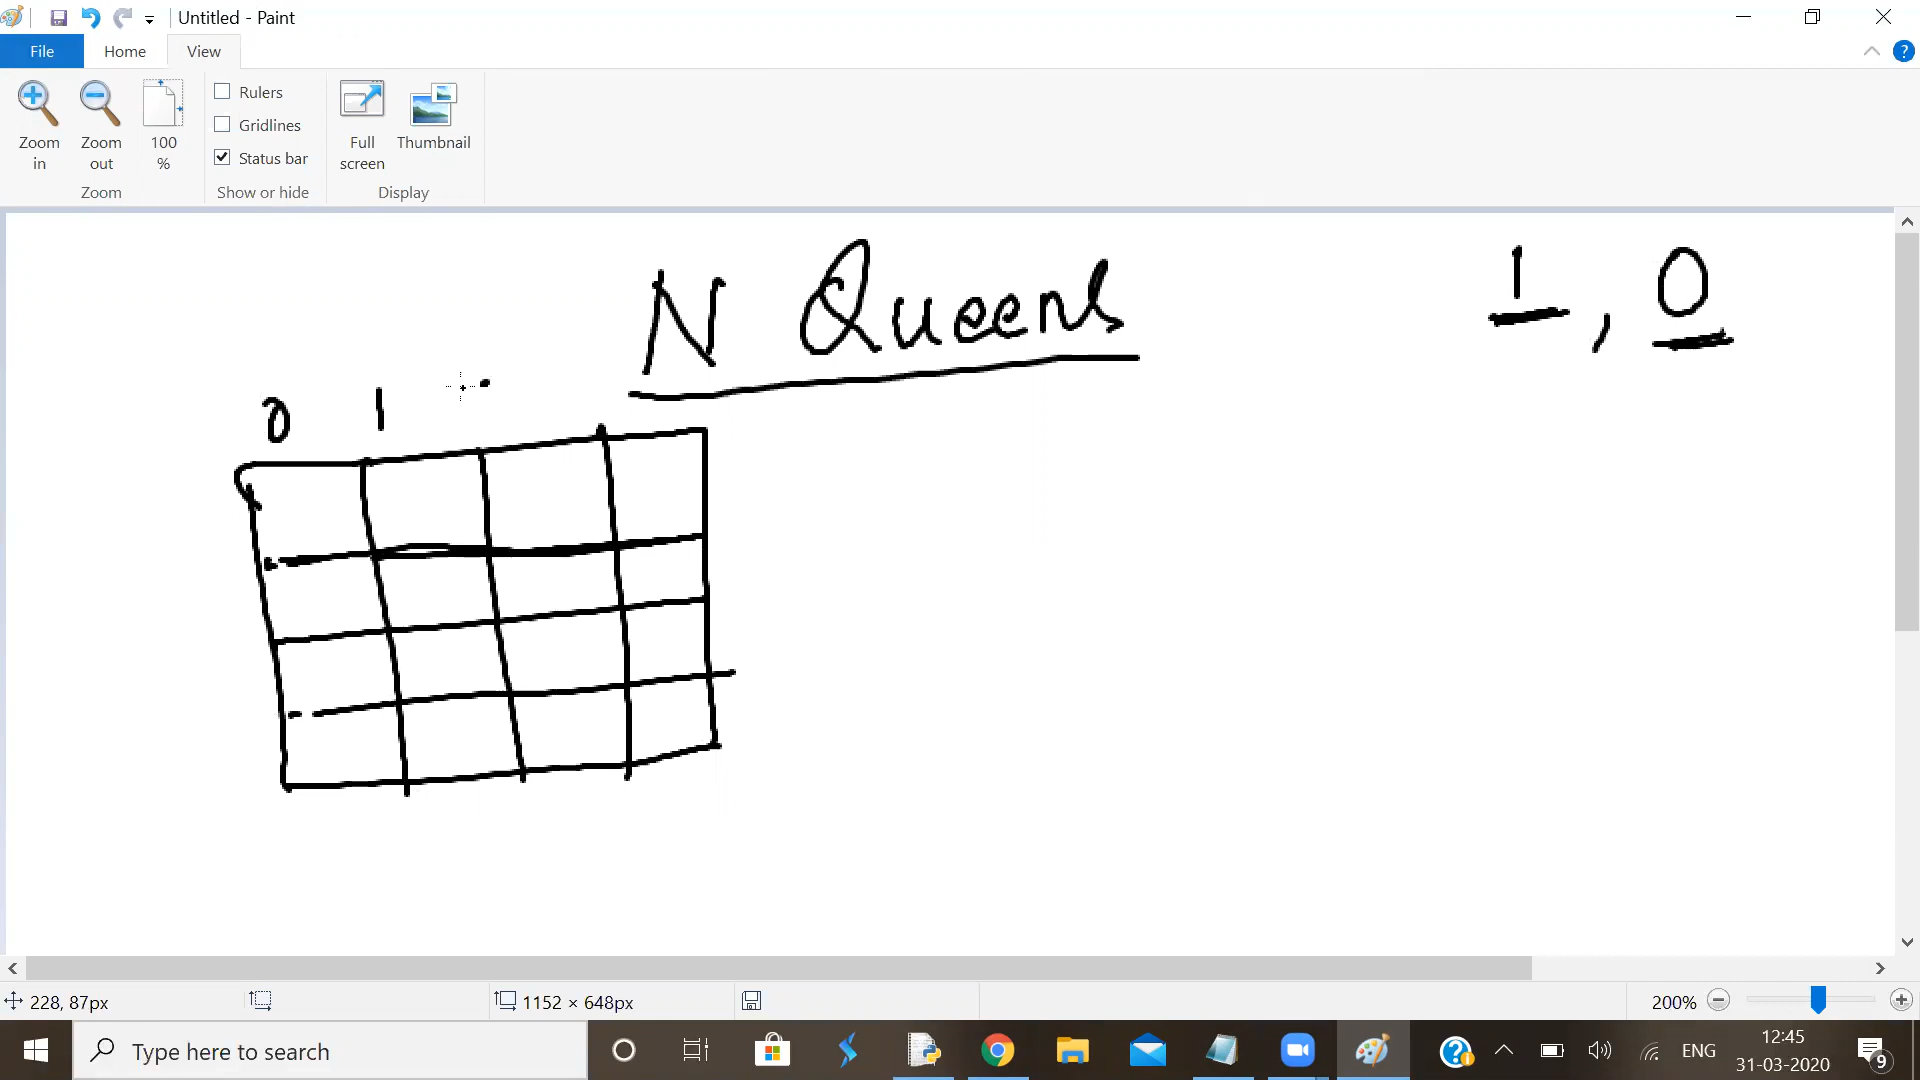 Untitled - Paint
File Home View
Zoom in
Zoom out
100 %
Rulers
Gridlines
Status bar
Full screen
Thumbnail
Zoom
Show or hide
Display
N Queens
1 , 0
0 1
228, 87px
1152 × 648px
200%
Type here to search
ENG
12:45
31-03-2020
9